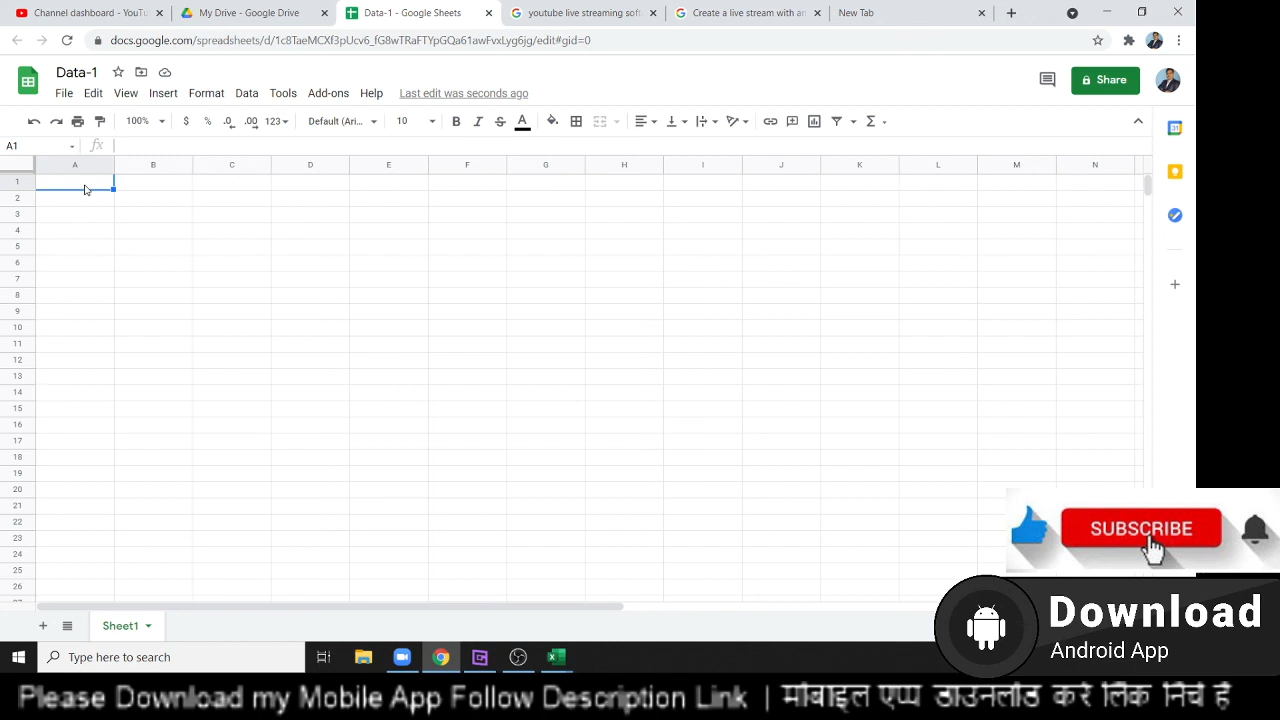 Channel dashboard - YouTu
My Drive - Google Drive
Data-1 - Google Sheets
youtube live streaming soft
Create a live stream with an
New Tab
docs.google.com/spreadsheets/d/1c8TaeMCXf3pUcv6_fG8wTRaFTYpGQa61awFvxLyg6jg/edit#gid=0
Data-1
File Edit View Insert Format Data Tools Add-ons Help Last edit was seconds ago
Share
100% $ % .0 .00 123 Default (Ari... 10 B I S A
A1 fx
A B C D E F G H I J K L M N
1
2
3
4
5
6
7
8
9
10
11
12
13
14
15
16
17
18
19
20
21
22
23
24
25
26
SUBSCRIBE
Download
Android App
Sheet1
Type here to search
Please Download my Mobile App Follow Description Link | मोबाइल एप्प डाउनलोड करे लिंक निचे है